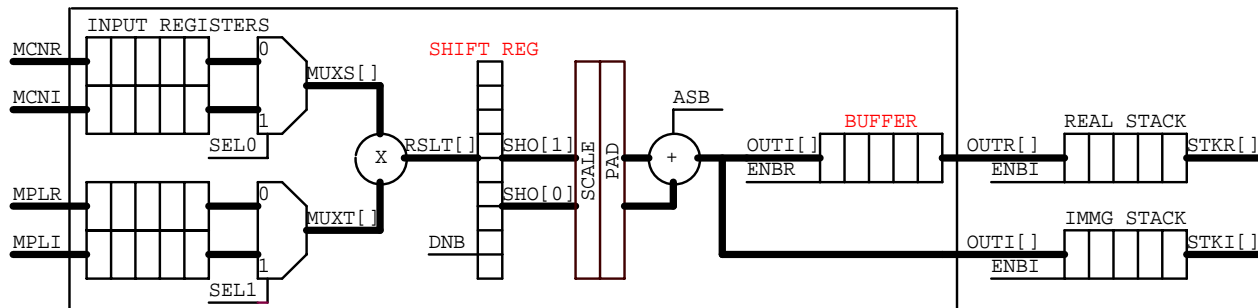 INPUT REGISTERS
MCNR
0
SHIFT REG
MUXS[]
MCNI
ASB
1
SEL0
BUFFER
REAL STACK
X
RSLT[]
SHO[1]
SCALE
PAD
+
OUTI[]
OUTR[]
STKR[]
ENBR
ENBI
MPLR
0
SHO[0]
MUXT[]
IMMG STACK
MPLI
DNB
OUTI[]
STKI[]
1
ENBI
SEL1